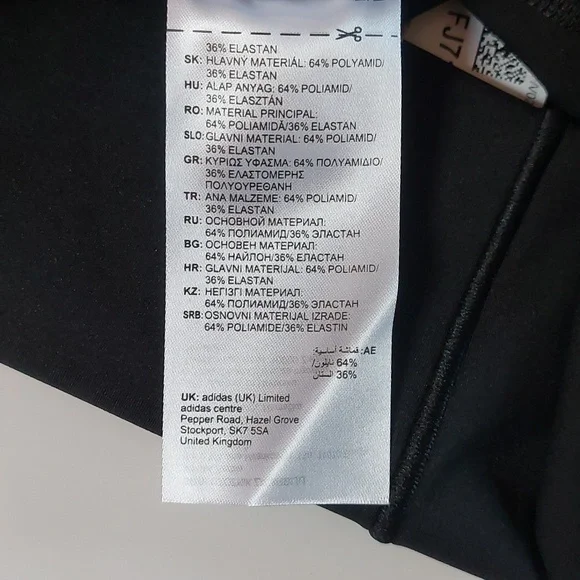 36% ELASTAN
SK: HLAVNÝ MATERIÁL: 64% POLYAMID/
36% ELASTAN
HU: ALAP ANYAG: 64% POLIAMID/
36% ELASZTÁN
RO: MATERIAL PRINCIPAL:
64% POLIAMIDĂ/36% ELASTAN
SLO: GLAVNI MATERIAL: 64% POLIAMID/
36% ELASTAN
GR: ΚΥΡΙΩΣ ΥΦΑΣΜΑ: 64% ΠΟΛΥΑΜΙΔΙΟ/
36% ΕΛΑΣΤΟΜΕΡΗΣ
ΠΟΛΥΟΥΡΕΘΑΝΗ
TR: ANA MALZEME: 64% POLİAMİD/
36% ELASTAN
RU: ОСНОВНОЙ МАТЕРИАЛ:
64% ПОЛИАМИД/36% ЭЛАСТАН
BG: ОСНОВЕН МАТЕРИАЛ:
64% НАЙЛОН/36% ЕЛАСТАН
HR: GLAVNI MATERIJAL: 64% POLIAMID/
36% ELASTAN
KZ: НЕГІЗГІ МАТЕРИАЛ:
64% ПОЛИАМИД/36% ЭЛАСТАН
SRB: OSNOVNI MATERIJAL IZRADE:
64% POLIAMIDE/36% ELASTIN
AE: قماشة أساسية:
64% نايلون/
36% الستان
UK: adidas (UK) Limited
adidas centre
Pepper Road, Hazel Grove
Stockport, SK7 5SA
United Kingdom
FJ7